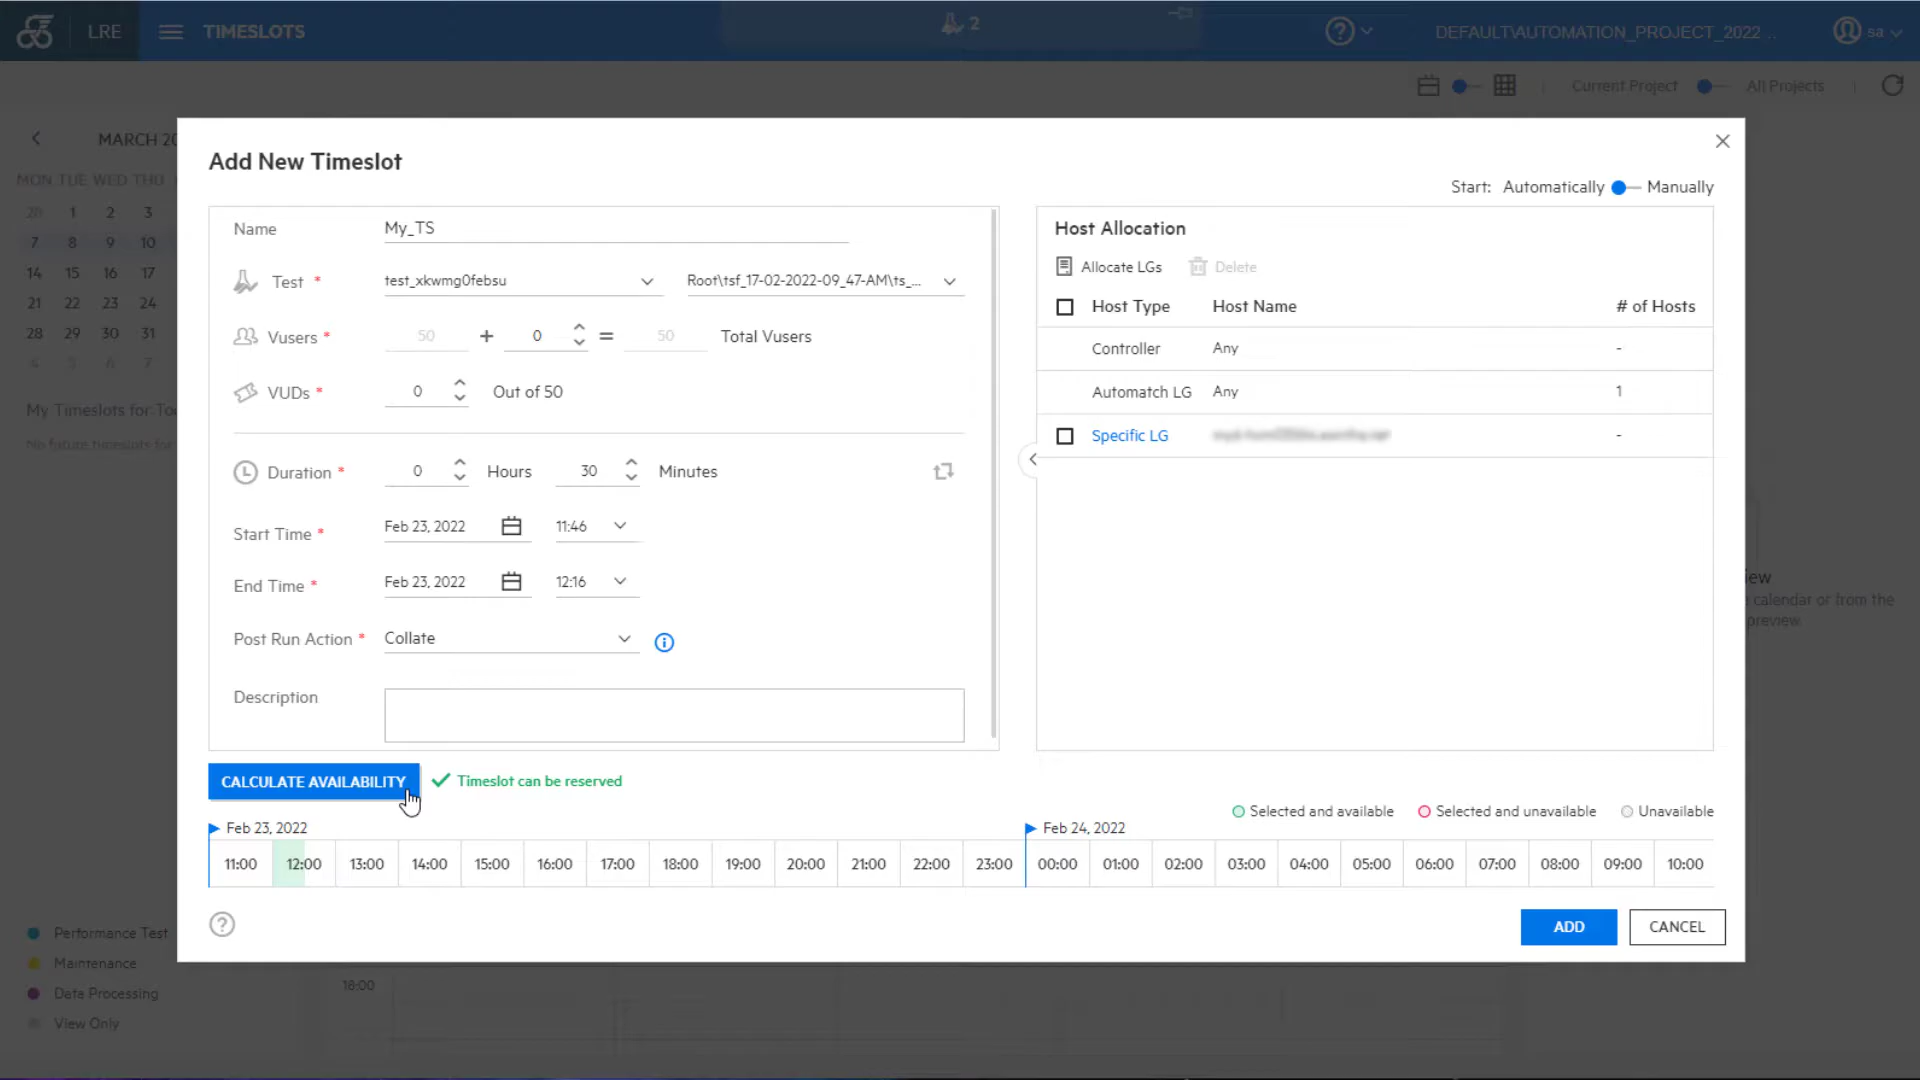 LRE
TIMESLOTS
2
DEFAULT\AUTOMATION_PROJECT_2022 ...
sa
Current Project
All Projects
MARCH
MON TUE WED THU
28 1 2 3
7 8 9 10
14 15 16 17
21 22 23 24
28 29 30 31
4 5 6 7
My Timeslots for
No future timeslots for
Add New Timeslot
Start: Automatically Manually
Name My_TS
Test * test_xkwmg0febsu Root\tsf_17-02-2022-09_47-AM\ts_...
Vusers * 50 + 0 = 50 Total Vusers
VUDs * 0 Out of 50
Duration * 0 Hours 30 Minutes
Start Time * Feb 23, 2022 11:46
End Time * Feb 23, 2022 12:16
Post Run Action * Collate
Description
Host Allocation
Allocate LGs Delete
Host Type Host Name # of Hosts
Controller Any -
Automatch LG Any 1
Specific LG -
calendar or from the
preview.
CALCULATE AVAILABILITY
Timeslot can be reserved
Selected and available Selected and unavailable Unavailable
Feb 23, 2022 Feb 24, 2022
11:00 12:00 13:00 14:00 15:00 16:00 17:00 18:00 19:00 20:00 21:00 22:00 23:00 00:00 01:00 02:00 03:00 04:00 05:00 06:00 07:00 08:00 09:00 10:00
ADD CANCEL
Performance Test
Maintenance
Data Processing
View Only
18:00